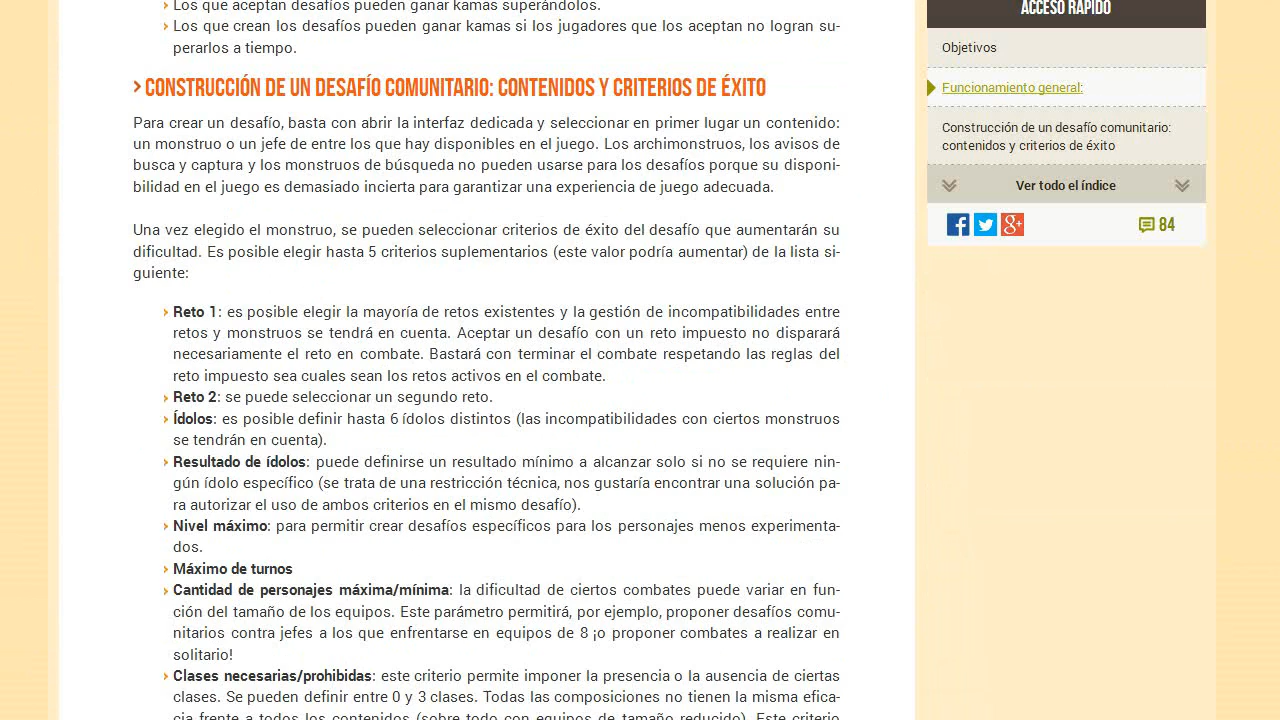 Los que aceptan desafíos pueden ganar kamas superándolos.
Los que crean los desafíos pueden ganar kamas si los jugadores que los aceptan no logran su-
perarlos a tiempo.
CONSTRUCCIÓN DE UN DESAFÍO COMUNITARIO: CONTENIDOS Y CRITERIOS DE ÉXITO
Para crear un desafío, basta con abrir la interfaz dedicada y seleccionar en primer lugar un contenido:
un monstruo o un jefe de entre los que hay disponibles en el juego. Los archimonstruos, los avisos de
busca y captura y los monstruos de búsqueda no pueden usarse para los desafíos porque su disponi-
bilidad en el juego es demasiado incierta para garantizar una experiencia de juego adecuada.
Una vez elegido el monstruo, se pueden seleccionar criterios de éxito del desafío que aumentarán su
dificultad. Es posible elegir hasta 5 criterios suplementarios (este valor podría aumentar) de la lista si-
guiente:
Reto 1: es posible elegir la mayoría de retos existentes y la gestión de incompatibilidades entre
retos y monstruos se tendrá en cuenta. Aceptar un desafío con un reto impuesto no disparará
necesariamente el reto en combate. Bastará con terminar el combate respetando las reglas del
reto impuesto sea cuales sean los retos activos en el combate.
Reto 2: se puede seleccionar un segundo reto.
Ídolos: es posible definir hasta 6 ídolos distintos (las incompatibilidades con ciertos monstruos
se tendrán en cuenta).
Resultado de ídolos: puede definirse un resultado mínimo a alcanzar solo si no se requiere nin-
gún ídolo específico (se trata de una restricción técnica, nos gustaría encontrar una solución pa-
ra autorizar el uso de ambos criterios en el mismo desafío).
Nivel máximo: para permitir crear desafíos específicos para los personajes menos experimenta-
dos.
Máximo de turnos
Cantidad de personajes máxima/mínima: la dificultad de ciertos combates puede variar en fun-
ción del tamaño de los equipos. Este parámetro permitirá, por ejemplo, proponer desafíos comu-
nitarios contra jefes a los que enfrentarse en equipos de 8 ¡o proponer combates a realizar en
solitario!
Clases necesarias/prohibidas: este criterio permite imponer la presencia o la ausencia de ciertas
clases. Se pueden definir entre 0 y 3 clases. Todas las composiciones no tienen la misma efica-
cia frente a todos los contenidos (sobre todo con equipos de tamaño reducido). Este criterio
ACCESO RÁPIDO
Objetivos
Funcionamiento general:
Construcción de un desafío comunitario:
contenidos y criterios de éxito
Ver todo el índice
84